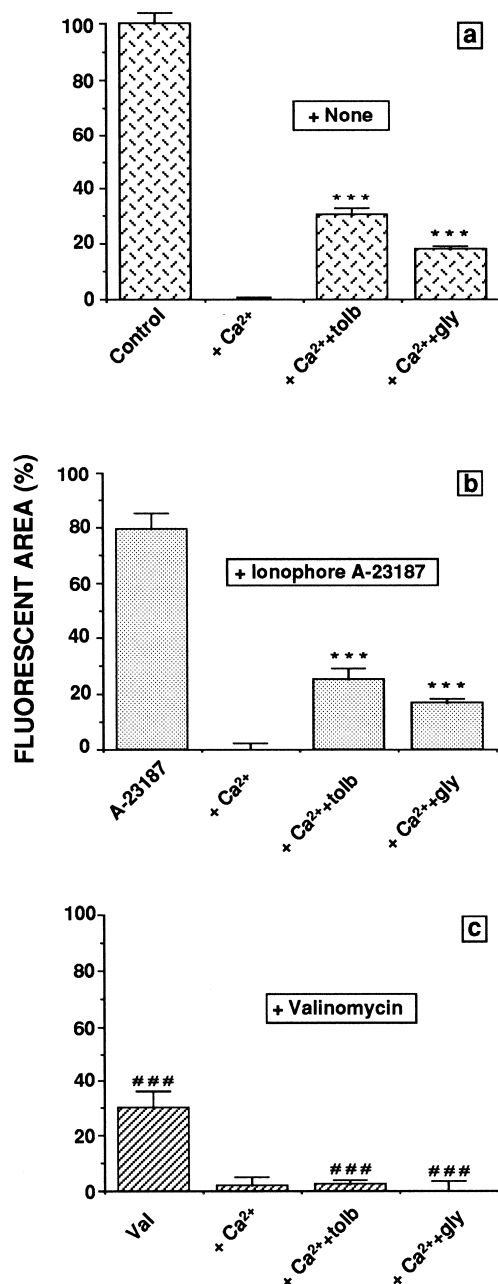 FLUORESCENT AREA (%)
a
+ None
100
80
60
40
20
0
***
***
Control
+ Ca²⁺
+ Ca²⁺+tolb
+ Ca²⁺+gly
b
+ Ionophore A-23187
100
80
60
40
20
0
***
***
A-23187
+ Ca²⁺
+ Ca²⁺+tolb
+ Ca²⁺+gly
c
+ Valinomycin
100
80
60
40
20
0
###
###
###
Val
+ Ca²⁺
+ Ca²⁺+tolb
+ Ca²⁺+gly